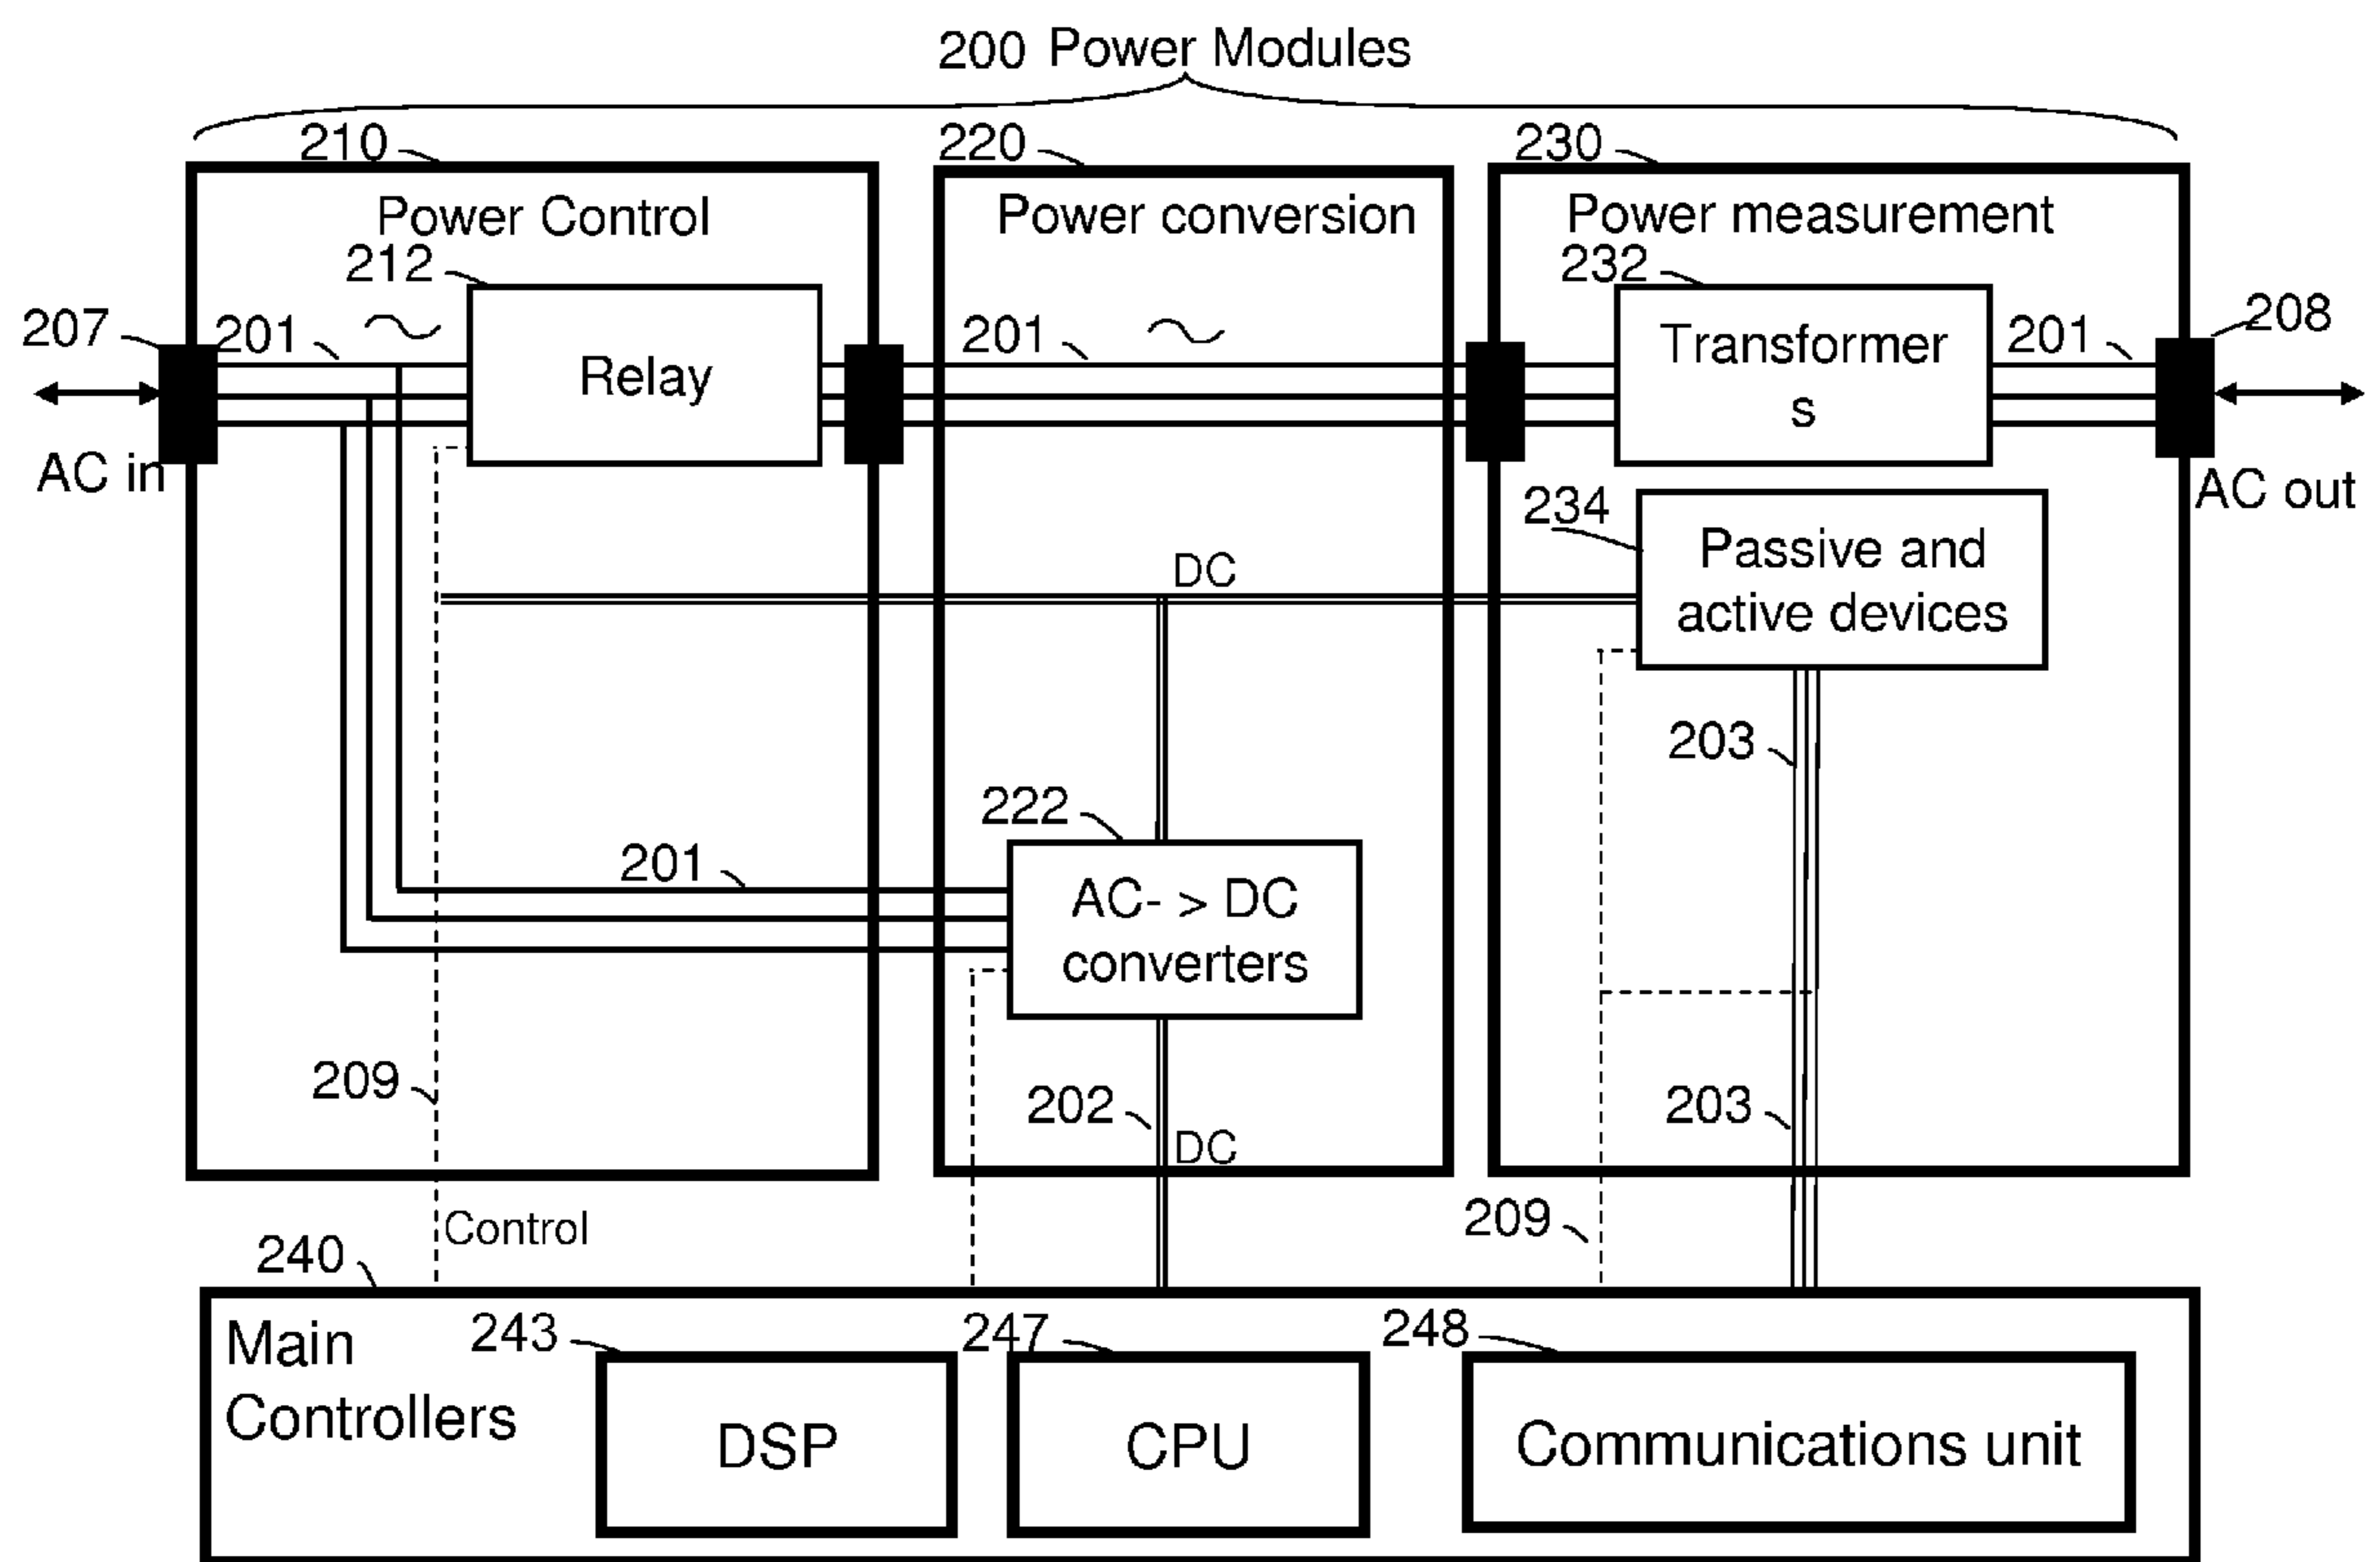 200 Power Modules
210
220
230
Power Control
Power conversion
Power measurement
212
232
207
201
201
201
208
Relay
Transformer
s
AC in
AC out
234
Passive and
active devices
DC
203
222
201
AC- > DC
converters
209
202
203
DC
Control
209
240
Main
Controllers
243
247
248
DSP
CPU
Communications unit